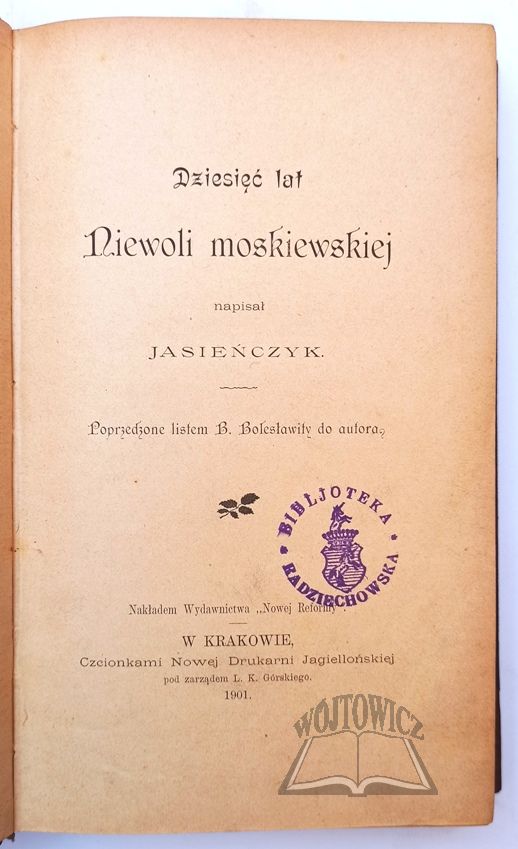 Dziesięć lat
Niewoli moskiewskiej
napisał
JASIEŃCZYK.
Poprzedzone listem B. Bolesławity do autora.
BIBLJOTEKA
RADZIECHOWSKA
Nakładem Wydawnictwa „Nowej Reformy".
W KRAKOWIE,
Czcionkami Nowej Drukarni Jagiellońskiej
pod zarządem L. K. Górskiego.
1901.
WÓJTOWICZ